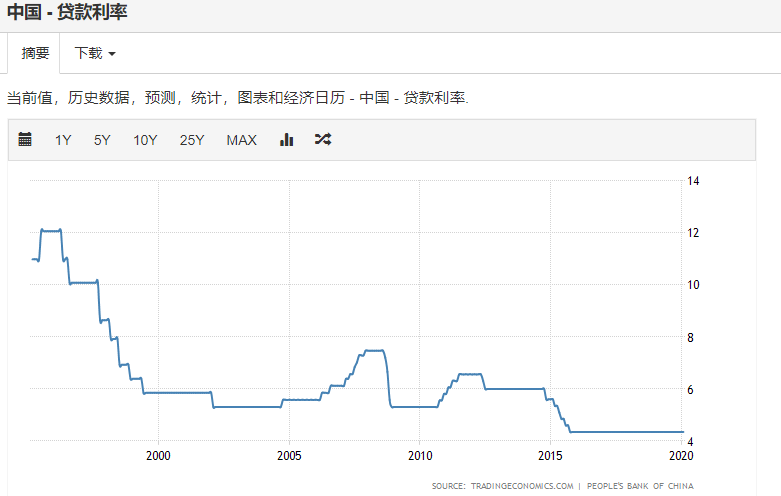 中国 - 贷款利率
摘要 下载
当前值，历史数据，预测，统计，图表和经济日历 - 中国 - 贷款利率.
1Y 5Y 10Y 25Y MAX
14
12
10
8
6
4
2000 2005 2010 2015 2020
SOURCE: TRADINGECONOMICS.COM | PEOPLE'S BANK OF CHINA